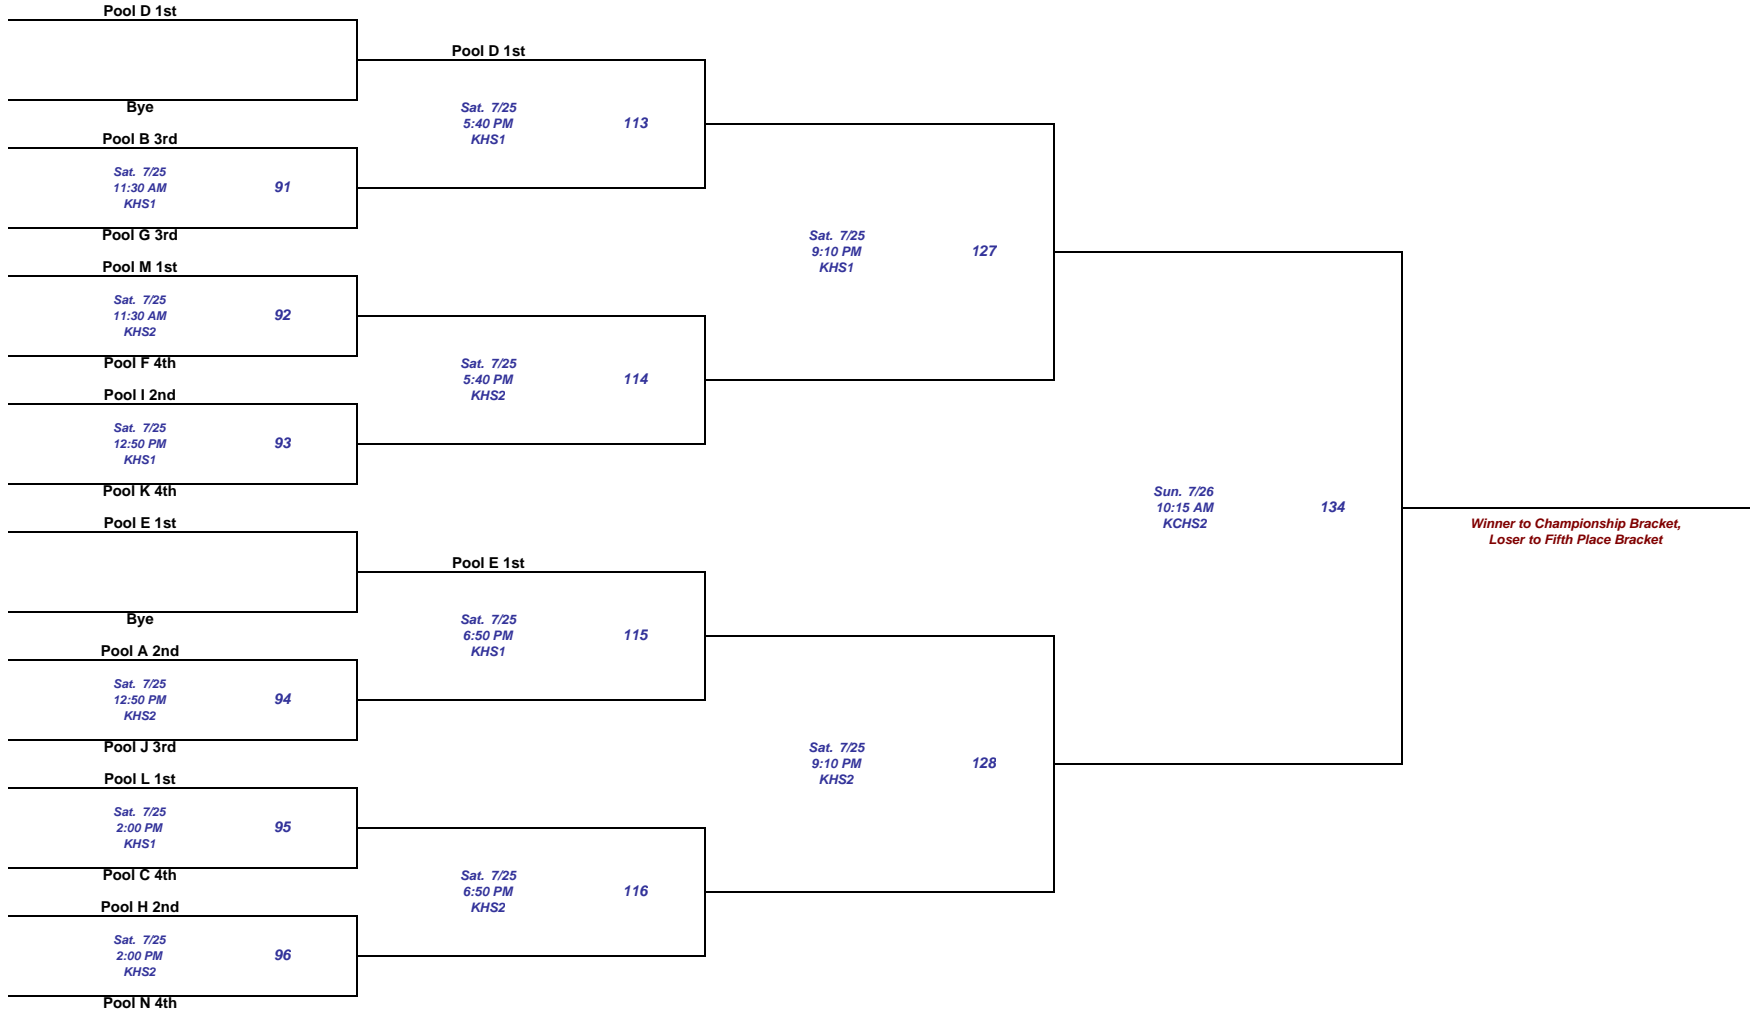 Pool D 1st
Pool D 1st
Bye
Sat. 7/25
5:40 PM
KHS1
113
Pool B 3rd
Sat. 7/25
11:30 AM
KHS1
91
Pool G 3rd
Sat. 7/25
9:10 PM
KHS1
127
Pool M 1st
Sat. 7/25
11:30 AM
KHS2
92
Pool F 4th
Sat. 7/25
5:40 PM
KHS2
114
Pool I 2nd
Sat. 7/25
12:50 PM
KHS1
93
Pool K 4th
Sun. 7/26
10:15 AM
KCHS2
134
Winner to Championship Bracket,
Loser to Fifth Place Bracket
Pool E 1st
Pool E 1st
Bye
Sat. 7/25
6:50 PM
KHS1
115
Pool A 2nd
Sat. 7/25
12:50 PM
KHS2
94
Pool J 3rd
Sat. 7/25
9:10 PM
KHS2
128
Pool L 1st
Sat. 7/25
2:00 PM
KHS1
95
Pool C 4th
Sat. 7/25
6:50 PM
KHS2
116
Pool H 2nd
Sat. 7/25
2:00 PM
KHS2
96
Pool N 4th